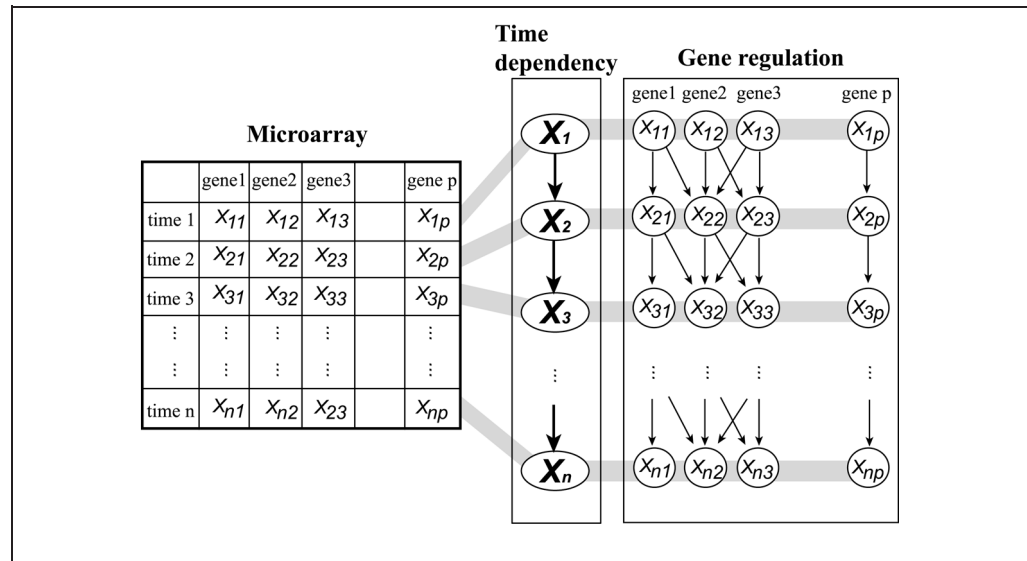 Time
dependency
Gene regulation
Microarray
gene1 gene2 gene3 gene p
time 1 X11 X12 X13 X1p
time 2 X21 X22 X23 X2p
time 3 X31 X32 X33 X3p
⋮ ⋮ ⋮ ⋮ ⋮
⋮ ⋮ ⋮ ⋮ ⋮
time n Xn1 Xn2 X23 Xnp
X1
X2
X3
⋮
Xn
gene1 gene2 gene3 gene p
X11 X12 X13 X1p
X21 X22 X23 X2p
X31 X32 X33 X3p
⋮ ⋮ ⋮ ⋮
Xn1 Xn2 Xn3 Xnp